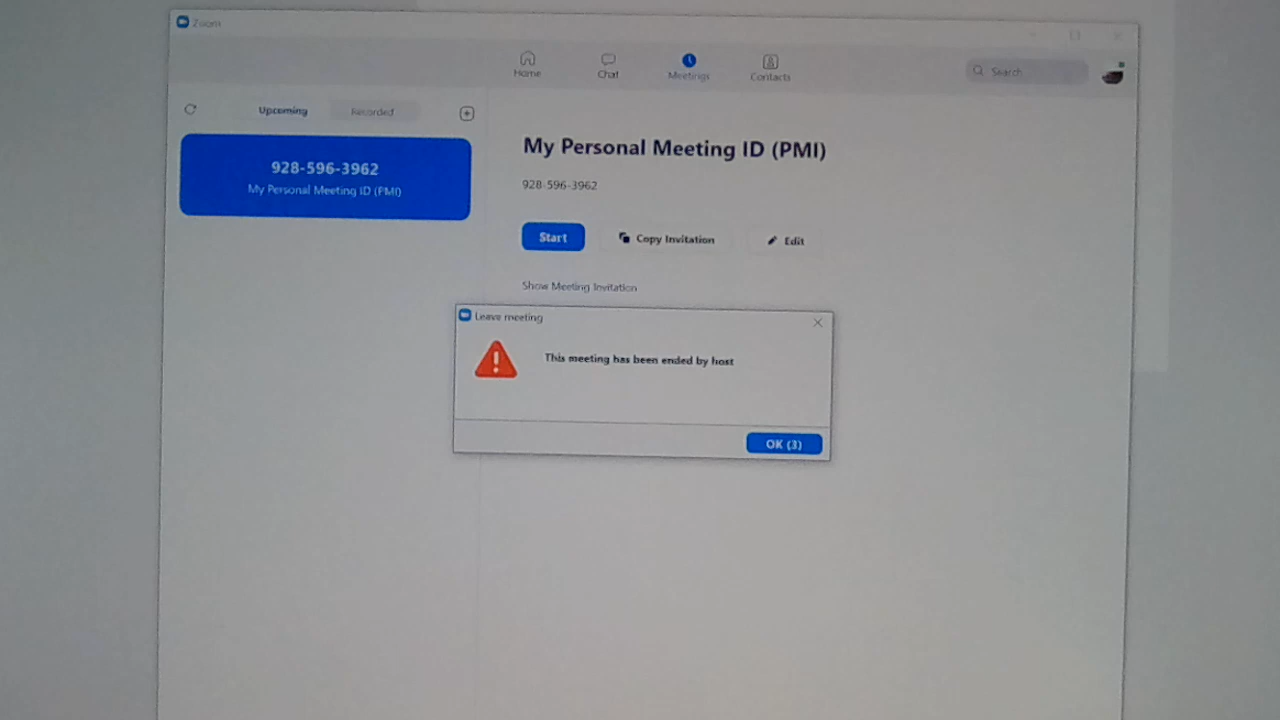 Zoom
Home
Chat
Meetings
Contacts
Search
Upcoming
Recorded
928-596-3962
My Personal Meeting ID (PMI)
My Personal Meeting ID (PMI)
928-596-3962
Start
Copy Invitation
Edit
Show Meeting Invitation
Leave meeting
This meeting has been ended by host
OK (3)